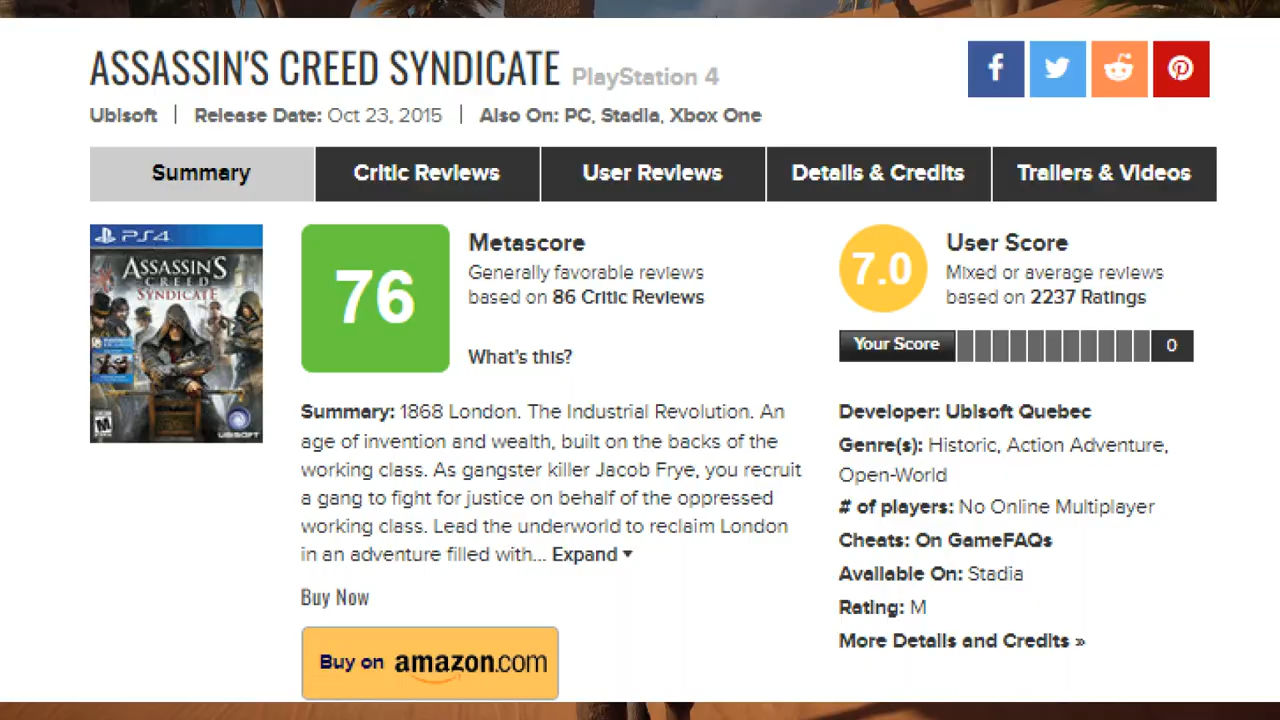 ASSASSIN'S CREED SYNDICATE PlayStation 4
Ubisoft | Release Date: Oct 23, 2015 | Also On: PC, Stadia, Xbox One
Summary Critic Reviews User Reviews Details & Credits Trailers & Videos
PS4
ASSASSIN'S
CREED
SYNDICATE
M
UBISOFT
76
Metascore
Generally favorable reviews
based on 86 Critic Reviews
What's this?
Summary: 1868 London. The Industrial Revolution. An
age of invention and wealth, built on the backs of the
working class. As gangster killer Jacob Frye, you recruit
a gang to fight for justice on behalf of the oppressed
working class. Lead the underworld to reclaim London
in an adventure filled with... Expand
Buy Now
Buy on amazon.com
7.0
User Score
Mixed or average reviews
based on 2237 Ratings
Your Score 0
Developer: Ubisoft Quebec
Genre(s): Historic, Action Adventure,
Open-World
# of players: No Online Multiplayer
Cheats: On GameFAQs
Available On: Stadia
Rating: M
More Details and Credits »